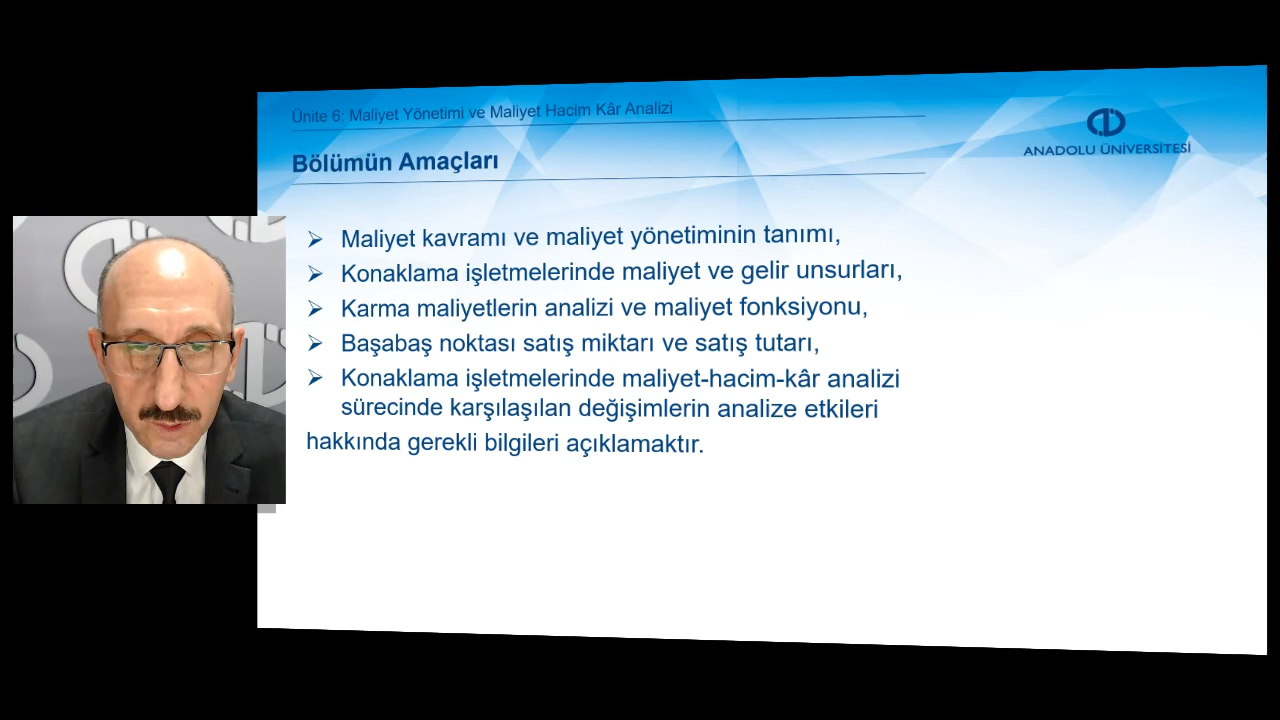 Ünite 6: Maliyet Yönetimi ve Maliyet Hacim Kâr Analizi
Bölümün Amaçları
ANADOLU ÜNİVERSİTESİ
➢ Maliyet kavramı ve maliyet yönetiminin tanımı,
➢ Konaklama işletmelerinde maliyet ve gelir unsurları,
➢ Karma maliyetlerin analizi ve maliyet fonksiyonu,
➢ Başabaş noktası satış miktarı ve satış tutarı,
➢ Konaklama işletmelerinde maliyet-hacim-kâr analizi
sürecinde karşılaşılan değişimlerin analize etkileri
hakkında gerekli bilgileri açıklamaktır.